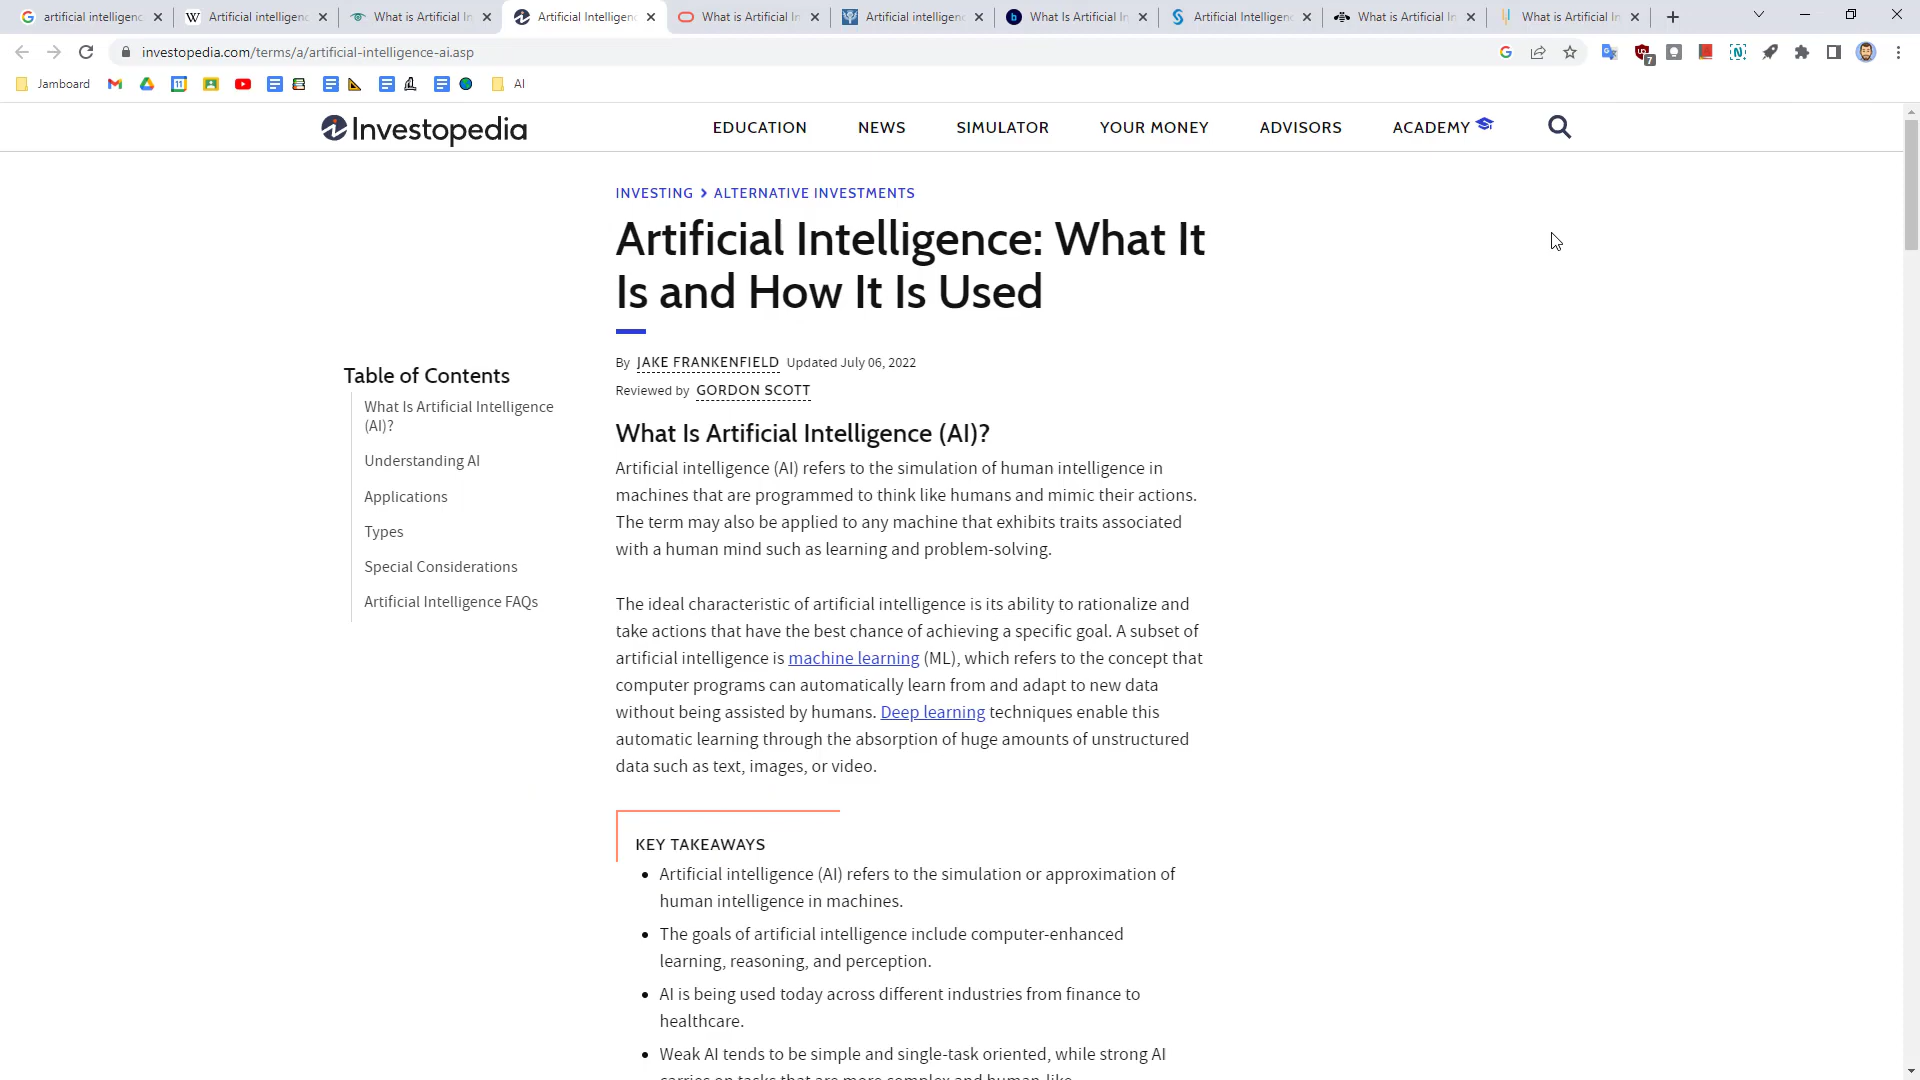 artificial intelligence
Artificial intelligenc
What is Artificial In
Artificial Intelligenc
What is Artificial In
Artificial intelligenc
What Is Artificial In
Artificial Intelligenc
What is Artificial In
What is Artificial In
investopedia.com/terms/a/artificial-intelligence-ai.asp
7
Jamboard
AI
Investopedia
EDUCATION
NEWS
SIMULATOR
YOUR MONEY
ADVISORS
ACADEMY
INVESTING > ALTERNATIVE INVESTMENTS
Artificial Intelligence: What It
Is and How It Is Used
By JAKE FRANKENFIELD Updated July 06, 2022
Reviewed by GORDON SCOTT
Table of Contents
What Is Artificial Intelligence
(AI)?
Understanding AI
Applications
Types
Special Considerations
Artificial Intelligence FAQs
What Is Artificial Intelligence (AI)?
Artificial intelligence (AI) refers to the simulation of human intelligence in
machines that are programmed to think like humans and mimic their actions.
The term may also be applied to any machine that exhibits traits associated
with a human mind such as learning and problem-solving.
The ideal characteristic of artificial intelligence is its ability to rationalize and
take actions that have the best chance of achieving a specific goal. A subset of
artificial intelligence is machine learning (ML), which refers to the concept that
computer programs can automatically learn from and adapt to new data
without being assisted by humans. Deep learning techniques enable this
automatic learning through the absorption of huge amounts of unstructured
data such as text, images, or video.
KEY TAKEAWAYS
Artificial intelligence (AI) refers to the simulation or approximation of
human intelligence in machines.
The goals of artificial intelligence include computer-enhanced
learning, reasoning, and perception.
AI is being used today across different industries from finance to
healthcare.
Weak AI tends to be simple and single-task oriented, while strong AI
carries on tasks that are more complex and human-like.